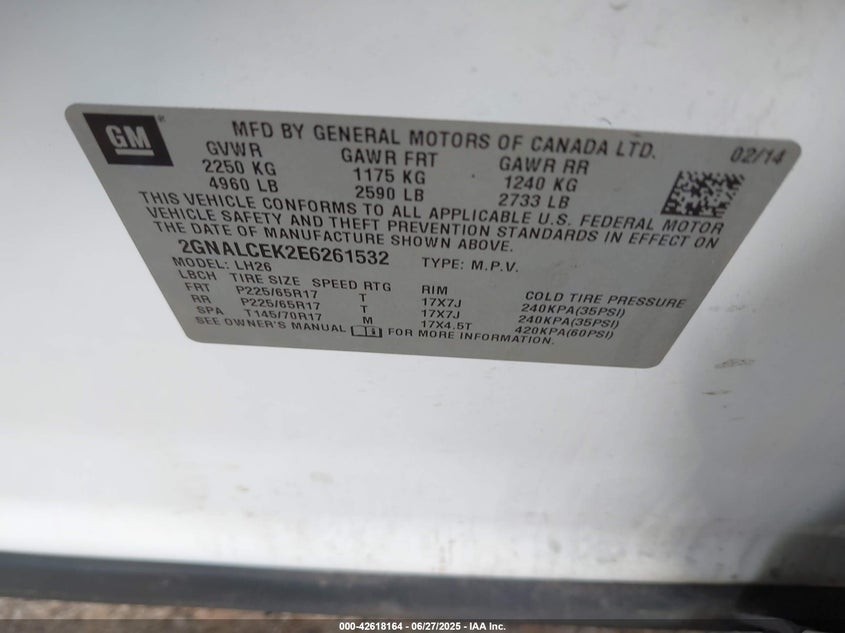 GM ®
MFD BY GENERAL MOTORS OF CANADA LTD. 02/14
GVWR GAWR FRT GAWR RR
2250 KG 1175 KG 1240 KG
4960 LB 2590 LB 2733 LB
THIS VEHICLE CONFORMS TO ALL APPLICABLE U.S. FEDERAL MOTOR
VEHICLE SAFETY AND THEFT PREVENTION STANDARDS IN EFFECT ON
THE DATE OF MANUFACTURE SHOWN ABOVE.
2GNALCEK2E6261532 TYPE: M.P.V.
MODEL: LH26
LBCH TIRE SIZE SPEED RTG RIM COLD TIRE PRESSURE
FRT P225/65R17 T 17X7J 240KPA(35PSI)
RR P225/65R17 T 17X7J 240KPA(35PSI)
SPA T145/70R17 M 17X4.5T 420KPA(60PSI)
SEE OWNER'S MANUAL FOR MORE INFORMATION.
000-42618164 - 06/27/2025 - IAA Inc.